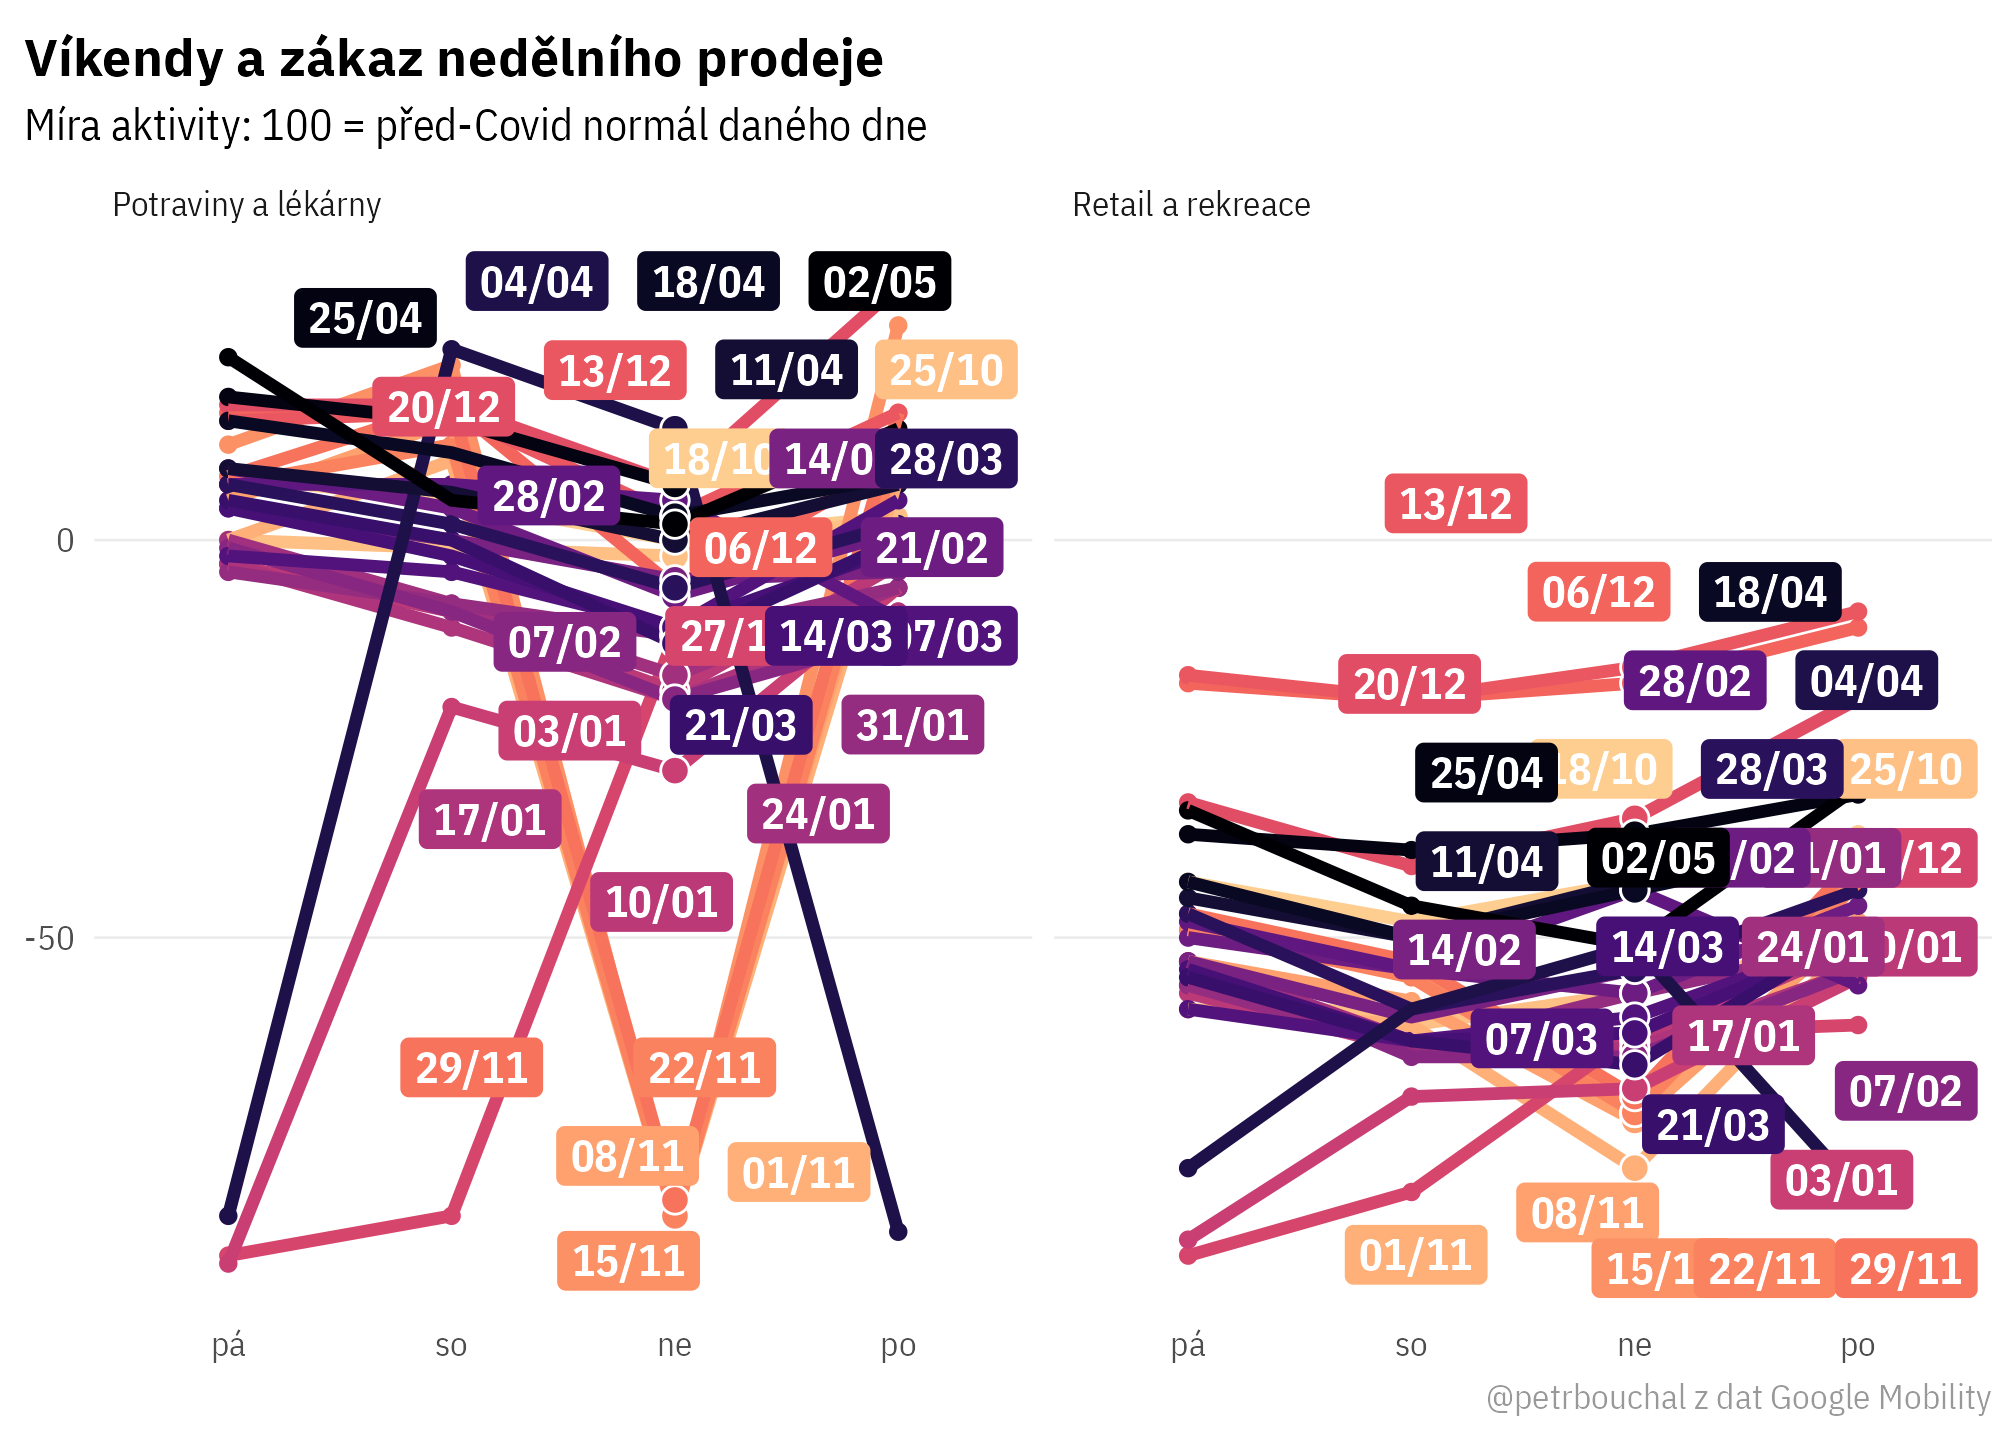 Víkendy a zákaz nedělního prodeje
Míra aktivity: 100 = před-Covid normál daného dne
Potraviny a lékárny
Retail a rekreace
04/04 18/04 02/05
25/04
13/12 11/04 25/10
20/12
18/10 14/0 28/03
28/02
0
06/12 21/02
07/02 27/1 14/03 07/03
03/01 21/03 31/01
17/01 24/01
10/01
-50
29/11 22/11
08/11 01/11
15/11
13/12
06/12 18/04
20/12 28/02 04/04
25/04 18/10 28/03 25/10
11/04 02/05 /02 1/01 /12
14/02 14/03 24/01 0/01
07/03 17/01
07/02
21/03
03/01
08/11
01/11
15/1 22/11 29/11
pá so ne po
pá so ne po
@petrbouchal z dat Google Mobility